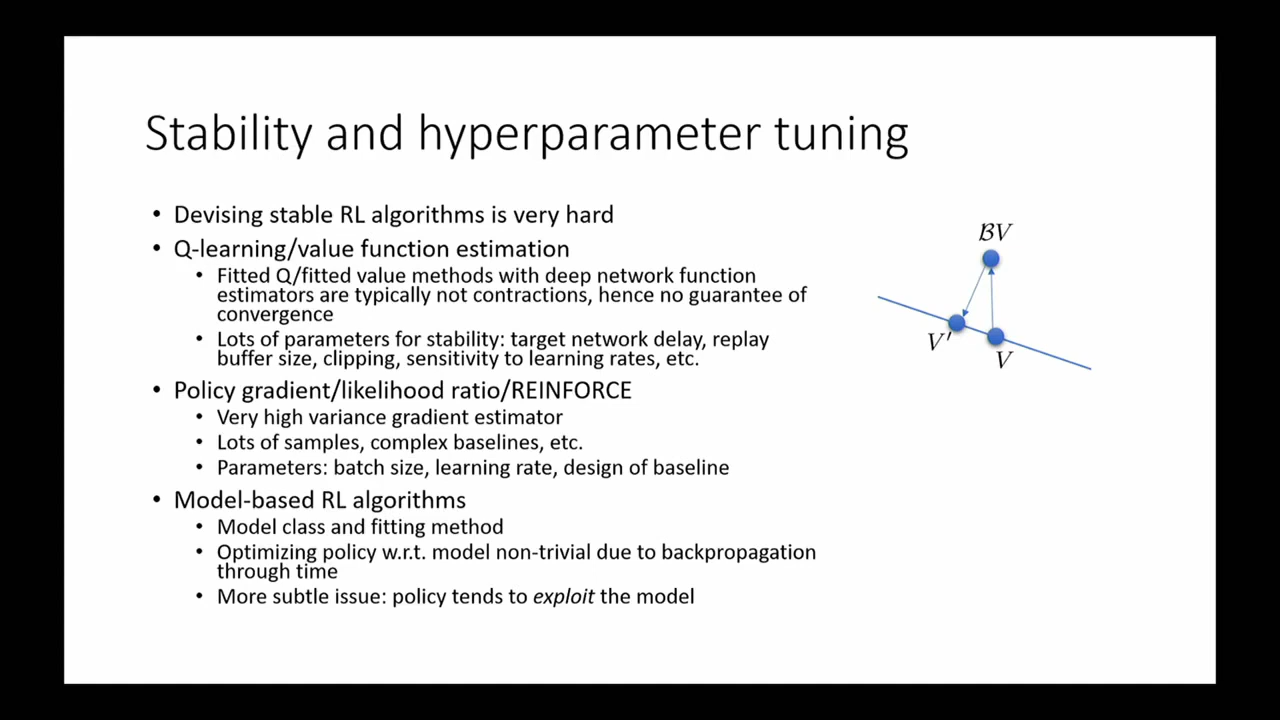 Stability and hyperparameter tuning
• Devising stable RL algorithms is very hard
• Q-learning/value function estimation
• Fitted Q/fitted value methods with deep network function
estimators are typically not contractions, hence no guarantee of
convergence
• Lots of parameters for stability: target network delay, replay
buffer size, clipping, sensitivity to learning rates, etc.
• Policy gradient/likelihood ratio/REINFORCE
• Very high variance gradient estimator
• Lots of samples, complex baselines, etc.
• Parameters: batch size, learning rate, design of baseline
• Model-based RL algorithms
• Model class and fitting method
• Optimizing policy w.r.t. model non-trivial due to backpropagation
through time
• More subtle issue: policy tends to exploit the model
ℬV
V′
V